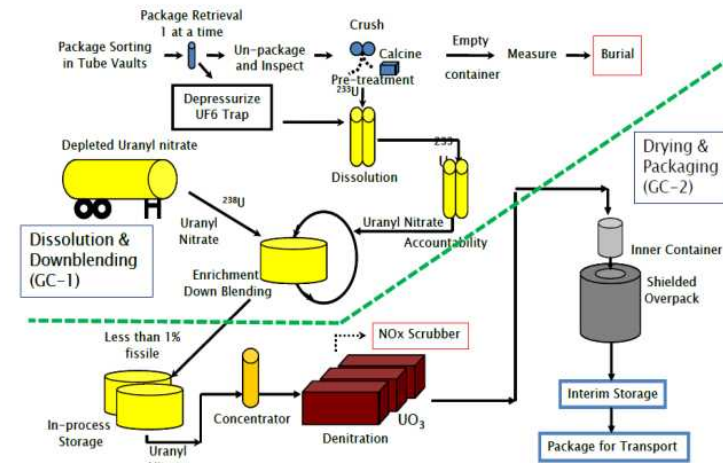 Package Retrieval
1 at a time
Package Sorting
in Tube Vaults
Un-package
and Inspect
Crush
Calcine
Pre-treatment
233U
Empty
container
Measure
Burial
Depressurize
UF6 Trap
Depleted Uranyl nitrate
Dissolution
233
U
Drying &
Packaging
(GC-2)
238U
Uranyl
Nitrate
Uranyl Nitrate
Accountability
Dissolution &
Downblending
(GC-1)
Enrichment
Down Blending
Inner Container
Shielded
Overpack
Less than 1%
fissile
NOx Scrubber
In-process
Storage
Uranyl
Concentrator
UO3
Denitration
Interim Storage
Package for Transport